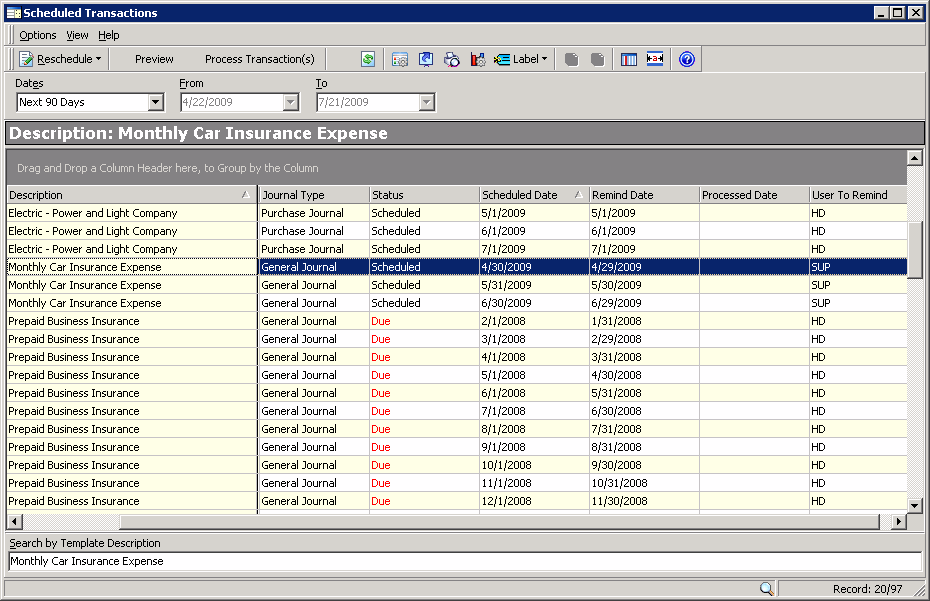 Scheduled Transactions
Options View Help
Reschedule Preview Process Transaction(s) Label
Dates From To
Next 90 Days 4/22/2009 7/21/2009
Description: Monthly Car Insurance Expense
Drag and Drop a Column Header here, to Group by the Column
Description Journal Type Status Scheduled Date Remind Date Processed Date User To Remind
Electric - Power and Light Company Purchase Journal Scheduled 5/1/2009 5/1/2009 HD
Electric - Power and Light Company Purchase Journal Scheduled 6/1/2009 6/1/2009 HD
Electric - Power and Light Company Purchase Journal Scheduled 7/1/2009 7/1/2009 HD
Monthly Car Insurance Expense General Journal Scheduled 4/30/2009 4/29/2009 SUP
Monthly Car Insurance Expense General Journal Scheduled 5/31/2009 5/30/2009 SUP
Monthly Car Insurance Expense General Journal Scheduled 6/30/2009 6/29/2009 SUP
Prepaid Business Insurance General Journal Due 2/1/2008 1/31/2008 HD
Prepaid Business Insurance General Journal Due 3/1/2008 2/29/2008 HD
Prepaid Business Insurance General Journal Due 4/1/2008 3/31/2008 HD
Prepaid Business Insurance General Journal Due 5/1/2008 4/30/2008 HD
Prepaid Business Insurance General Journal Due 6/1/2008 5/31/2008 HD
Prepaid Business Insurance General Journal Due 7/1/2008 6/30/2008 HD
Prepaid Business Insurance General Journal Due 8/1/2008 7/31/2008 HD
Prepaid Business Insurance General Journal Due 9/1/2008 8/31/2008 HD
Prepaid Business Insurance General Journal Due 10/1/2008 9/30/2008 HD
Prepaid Business Insurance General Journal Due 11/1/2008 10/31/2008 HD
Prepaid Business Insurance General Journal Due 12/1/2008 11/30/2008 HD
Search by Template Description
Monthly Car Insurance Expense
Record: 20/97